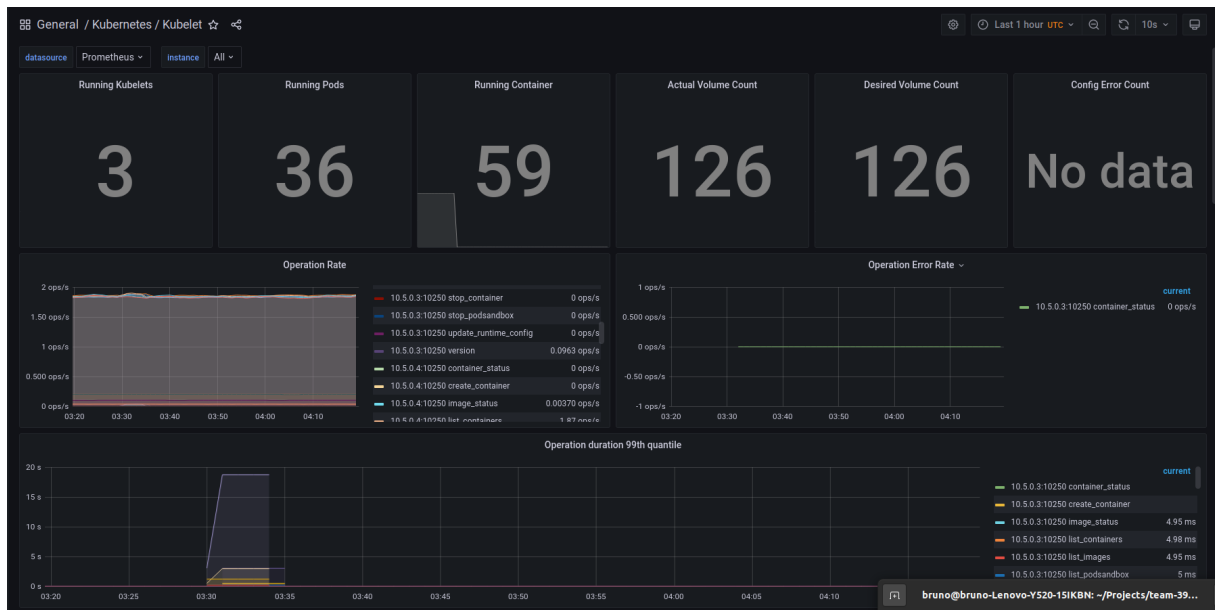 General / Kubernetes / Kubelet
Last 1 hour UTC
10s
datasource Prometheus instance All
Running Kubelets
3
Running Pods
36
Running Container
59
Actual Volume Count
126
Desired Volume Count
126
Config Error Count
No data
Operation Rate
2 ops/s
1.50 ops/s
1 ops/s
0.500 ops/s
0 ops/s
03:20 03:30 03:40 03:50 04:00 04:10
10.5.0.3:10250 stop_container 0 ops/s
10.5.0.3:10250 stop_podsandbox 0 ops/s
10.5.0.3:10250 update_runtime_config 0 ops/s
10.5.0.3:10250 version 0.0963 ops/s
10.5.0.4:10250 container_status 0 ops/s
10.5.0.4:10250 create_container 0 ops/s
10.5.0.4:10250 image_status 0.00370 ops/s
10.5.0.4:10250 list_containers 1.87 ops/s
Operation Error Rate
1 ops/s
0.500 ops/s
0 ops/s
-0.50 ops/s
-1 ops/s
03:20 03:30 03:40 03:50 04:00 04:10
current
10.5.0.3:10250 container_status 0 ops/s
Operation duration 99th quantile
20 s
15 s
10 s
5 s
0 s
03:20 03:25 03:30 03:35 03:40 03:45 03:50 03:55 04:00 04:05 04:10
current
10.5.0.3:10250 container_status
10.5.0.3:10250 create_container
10.5.0.3:10250 image_status 4.95 ms
10.5.0.3:10250 list_containers 4.98 ms
10.5.0.3:10250 list_images 4.95 ms
10.5.0.3:10250 list_podsandbox 5 ms
bruno@bruno-Lenovo-Y520-15IKBN: ~/Projects/team-39...